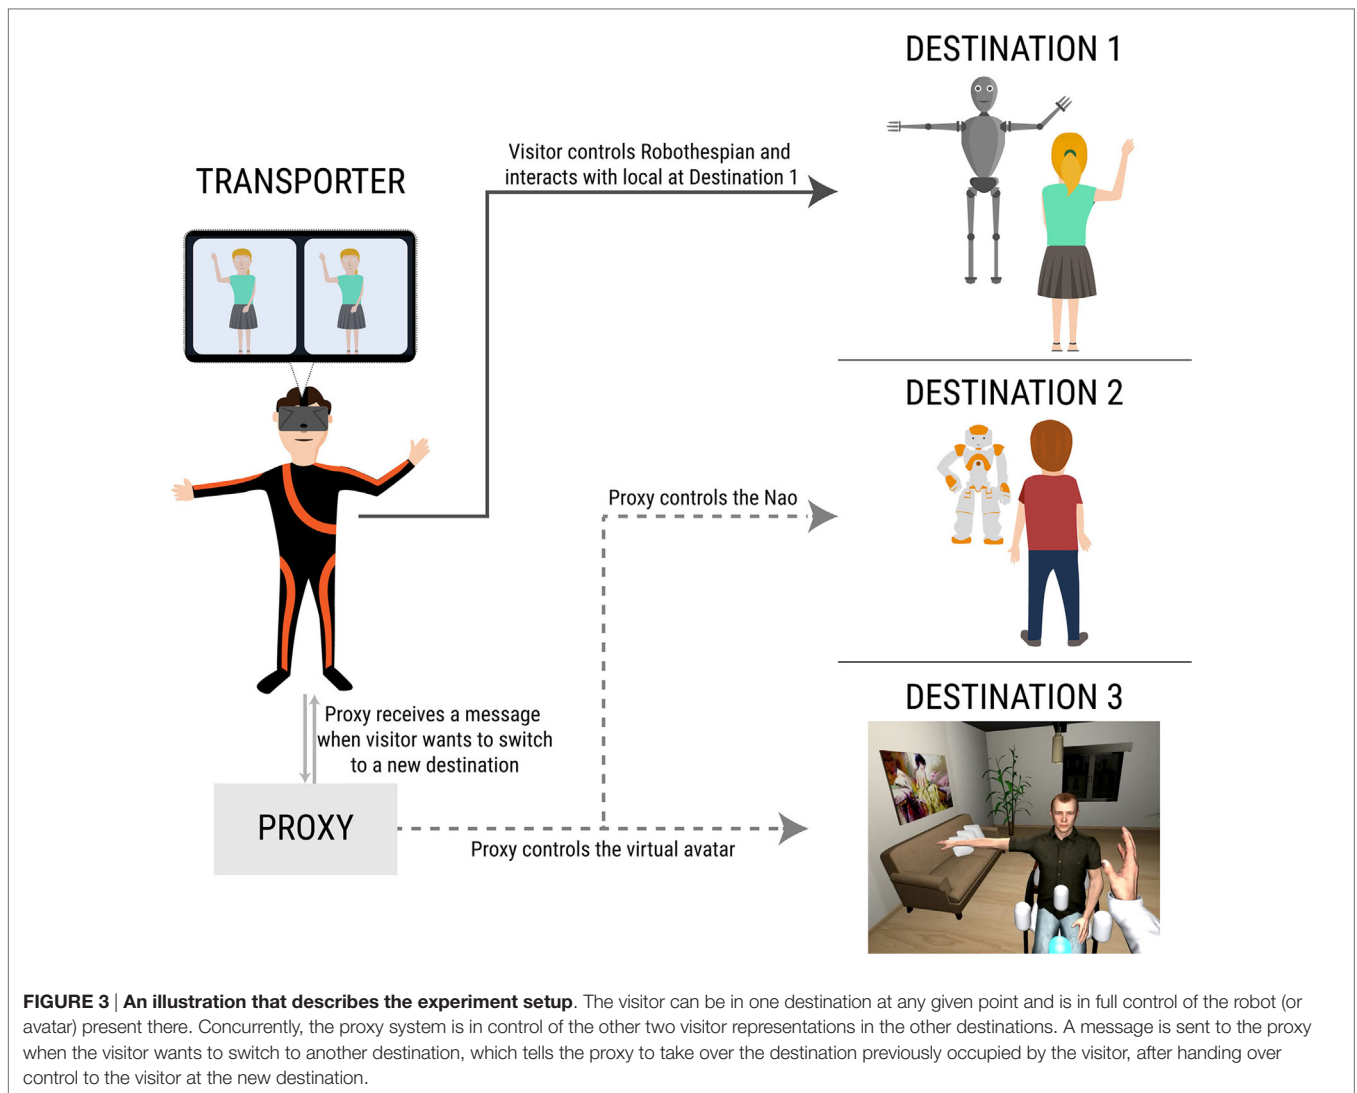 DESTINATION 1
Visitor controls Robothespian and
interacts with local at Destination 1
TRANSPORTER
DESTINATION 2
Proxy controls the Nao
DESTINATION 3
Proxy receives a message
when visitor wants to switch
to a new destination
PROXY
Proxy controls the virtual avatar
FIGURE 3 | An illustration that describes the experiment setup. The visitor can be in one destination at any given point and is in full control of the robot (or
avatar) present there. Concurrently, the proxy system is in control of the other two visitor representations in the other destinations. A message is sent to the proxy
when the visitor wants to switch to another destination, which tells the proxy to take over the destination previously occupied by the visitor, after handing over
control to the visitor at the new destination.